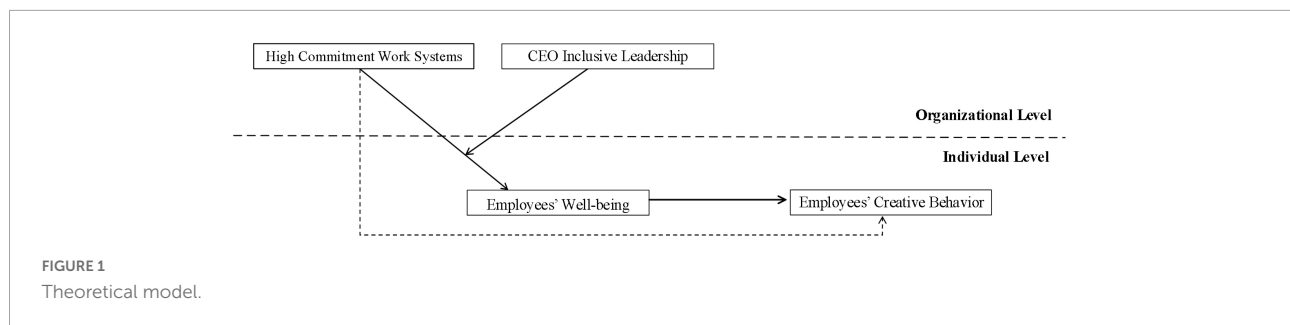 High Commitment Work Systems
CEO Inclusive Leadership
Organizational Level
Individual Level
Employees' Well-being
Employees' Creative Behavior
FIGURE 1
Theoretical model.